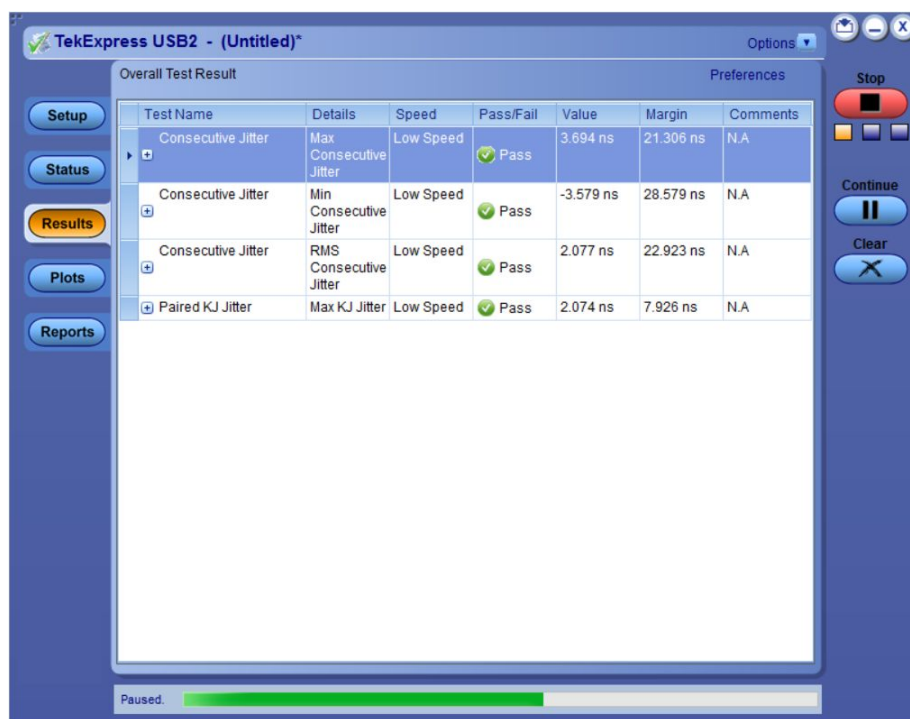 TekExpress USB2 - (Untitled)*
Options
Overall Test Result
Preferences
Stop
Setup
Status
Results
Plots
Reports
Continue
Clear
Test Name Details Speed Pass/Fail Value Margin Comments
Consecutive Jitter Max Consecutive Jitter Low Speed Pass 3.694 ns 21.306 ns N.A
Consecutive Jitter Min Consecutive Jitter Low Speed Pass -3.579 ns 28.579 ns N.A
Consecutive Jitter RMS Consecutive Jitter Low Speed Pass 2.077 ns 22.923 ns N.A
Paired KJ Jitter Max KJ Jitter Low Speed Pass 2.074 ns 7.926 ns N.A
Paused.